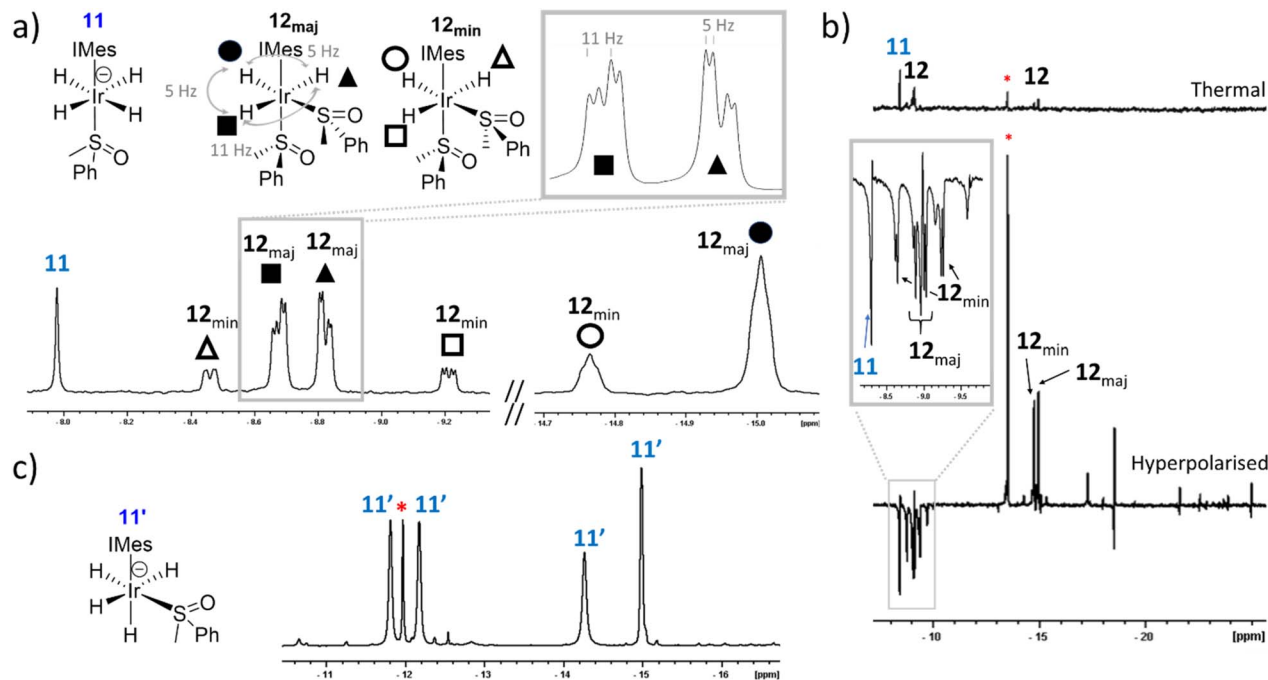 a)
11
12maj
12min
b)
IMes
⊖
H
H
H
H
Ir
S
O
Ph
IMes
5 Hz
H
H
H
Ir
S
O
Ph
S
O
Ph
5 Hz
11 Hz
IMes
H
H
H
Ir
S
O
Ph
S
O
Ph
11 Hz
5 Hz
11
12
*
12
Thermal
11
12min
12maj
12maj
12min
12min
12maj
- 8.0
- 8.2
- 8.4
- 8.6
- 8.8
- 9.0
- 9.2
- 14.7
- 14.8
- 14.9
- 15.0
[ppm]
*
12min
11
12maj
- 8.5
- 9.0
- 9.5
[ppm]
12min
12maj
Hyperpolarised
- 10
- 15
- 20
[ppm]
c)
11'
IMes
⊖
H
H
H
H
Ir
S
O
Ph
11'
*
11'
11'
11'
- 11
- 12
- 13
- 14
- 15
- 16
[ppm]